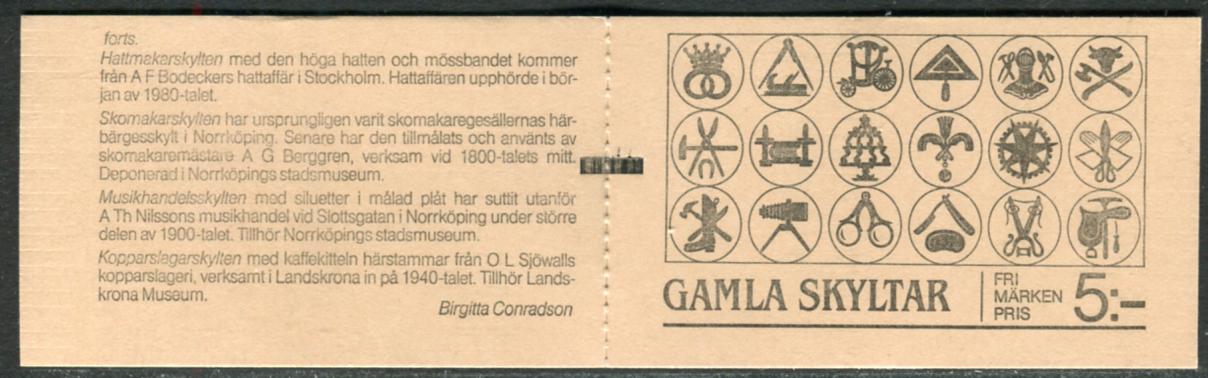 forts.
Hattmakarskylten med den höga hatten och mössbandet kommer
från A F Bodeckers hattaffär i Stockholm. Hattaffären upphörde i bör-
jan av 1980-talet.
Skomakarskylten har ursprungligen varit skomakaregesällernas här-
bärgesskylt i Norrköping. Senare har den tillmålats och använts av
skomakaremästare A G Berggren, verksam vid 1800-talets mitt.
Deponerad i Norrköpings stadsmuseum.
Musikhandelsskylten med siluetter i målad plåt har suttit utanför
A Th Nilssons musikhandel vid Slottsgatan i Norrköping under större
delen av 1900-talet. Tillhör Norrköpings stadsmuseum.
Kopparslagarskylten med kaffekitteln härstammar från O L Sjöwalls
kopparslageri, verksamt i Landskrona in på 1940-talet. Tillhör Lands-
krona Museum.
Birgitta Conradson
GAMLA SKYLTAR
FRI
MÄRKEN
PRIS
5:–